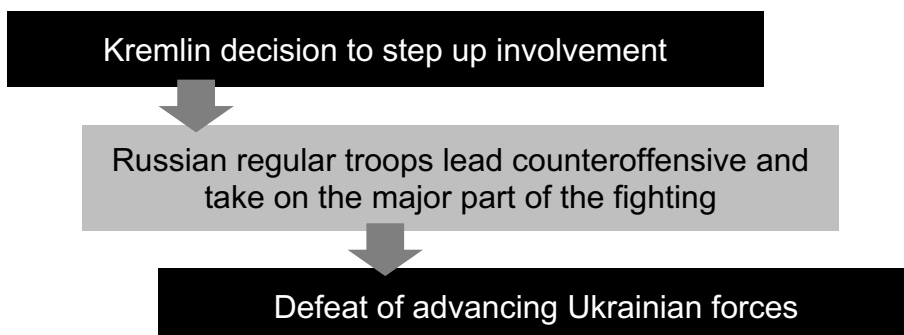 Kremlin decision to step up involvement
Russian regular troops lead counteroffensive and
take on the major part of the fighting
Defeat of advancing Ukrainian forces